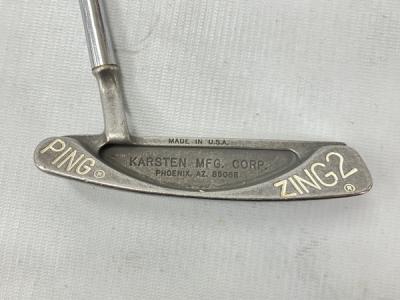 MADE IN U.S.A.
PING®
KARSTEN MFG. CORP.
PHOENIX, AZ. 85068
ZING2®